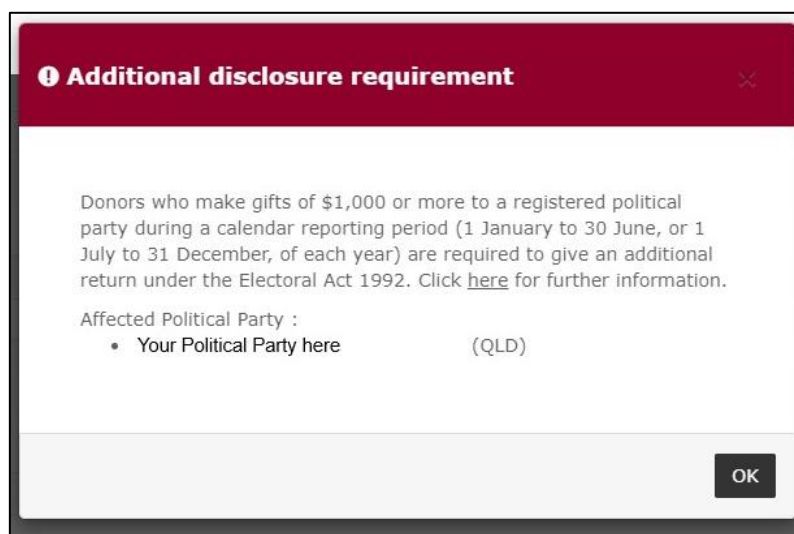 Additional disclosure requirement
Donors who make gifts of $1,000 or more to a registered political
party during a calendar reporting period (1 January to 30 June, or 1
July to 31 December, of each year) are required to give an additional
return under the Electoral Act 1992. Click here for further information.
Affected Political Party :
• Your Political Party here (QLD)
OK